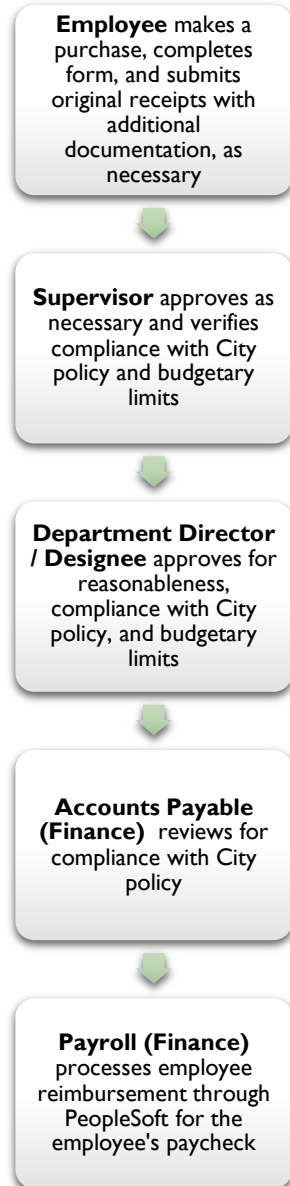 Employee makes a
purchase, completes
form, and submits
original receipts with
additional
documentation, as
necessary
Supervisor approves as
necessary and verifies
compliance with City
policy and budgetary
limits
Department Director
/ Designee approves for
reasonableness,
compliance with City
policy, and budgetary
limits
Accounts Payable
(Finance) reviews for
compliance with City
policy
Payroll (Finance)
processes employee
reimbursement through
PeopleSoft for the
employee's paycheck